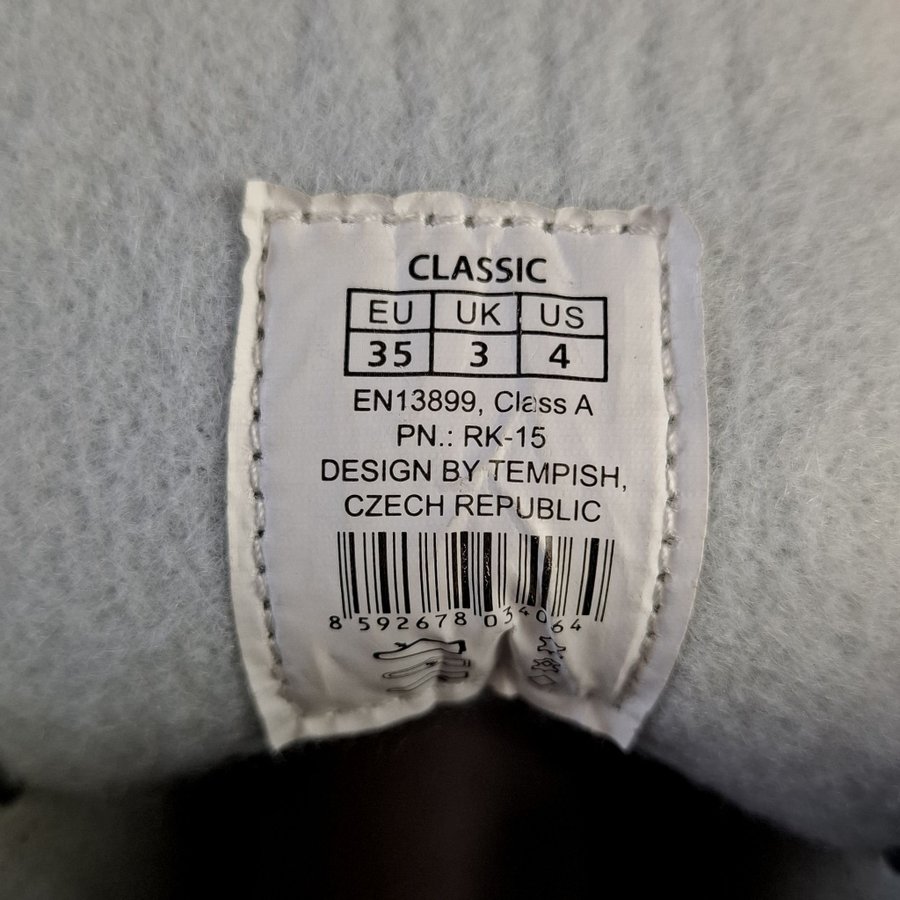 CLASSIC
EU UK US
35 3 4
EN13899, Class A
PN.: RK-15
DESIGN BY TEMPISH,
CZECH REPUBLIC
8 592678 034064